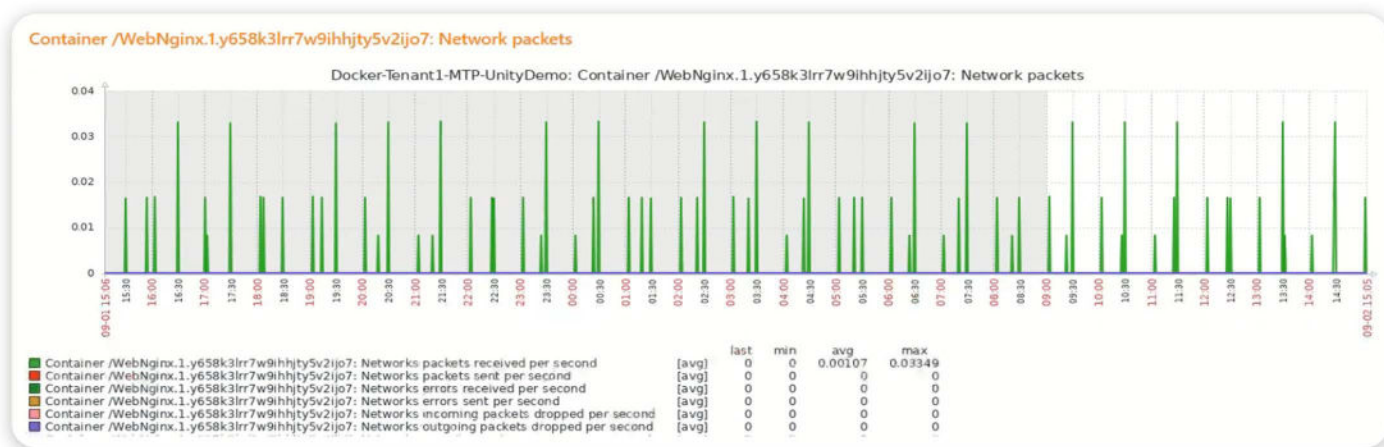 Container /WebNginx.1.y658k3lrr7w9ihhjty5v2ijo7: Network packets
Docker-Tenant1-MTP-UnityDemo: Container /WebNginx.1.y658k3lrr7w9ihhjty5v2ijo7: Network packets
0.04
0.03
0.02
0.01
0
09-01 15:06 15:30 16:00 16:30 17:00 17:30 18:00 18:30 19:00 19:30 20:00 20:30 21:00 21:30 22:00 22:30 23:00 23:30 00:00 00:30 01:00 01:30 02:00 02:30 03:00 03:30 04:00 04:30 05:00 05:30 06:00 06:30 07:00 07:30 08:00 08:30 09:00 09:30 10:00 10:30 11:00 11:30 12:00 12:30 13:00 13:30 14:00 14:30 09-02 15:05
last min avg max
Container /WebNginx.1.y658k3lrr7w9ihhjty5v2ijo7: Networks packets received per second [avg] 0 0 0.00107 0.03349
Container /WebNginx.1.y658k3lrr7w9ihhjty5v2ijo7: Networks packets sent per second [avg] 0 0 0 0
Container /WebNginx.1.y658k3lrr7w9ihhjty5v2ijo7: Networks errors received per second [avg] 0 0 0 0
Container /WebNginx.1.y658k3lrr7w9ihhjty5v2ijo7: Networks errors sent per second [avg] 0 0 0 0
Container /WebNginx.1.y658k3lrr7w9ihhjty5v2ijo7: Networks incoming packets dropped per second [avg] 0 0 0 0
Container /WebNginx.1.y658k3lrr7w9ihhjty5v2ijo7: Networks outgoing packets dropped per second [avg] 0 0 0 0